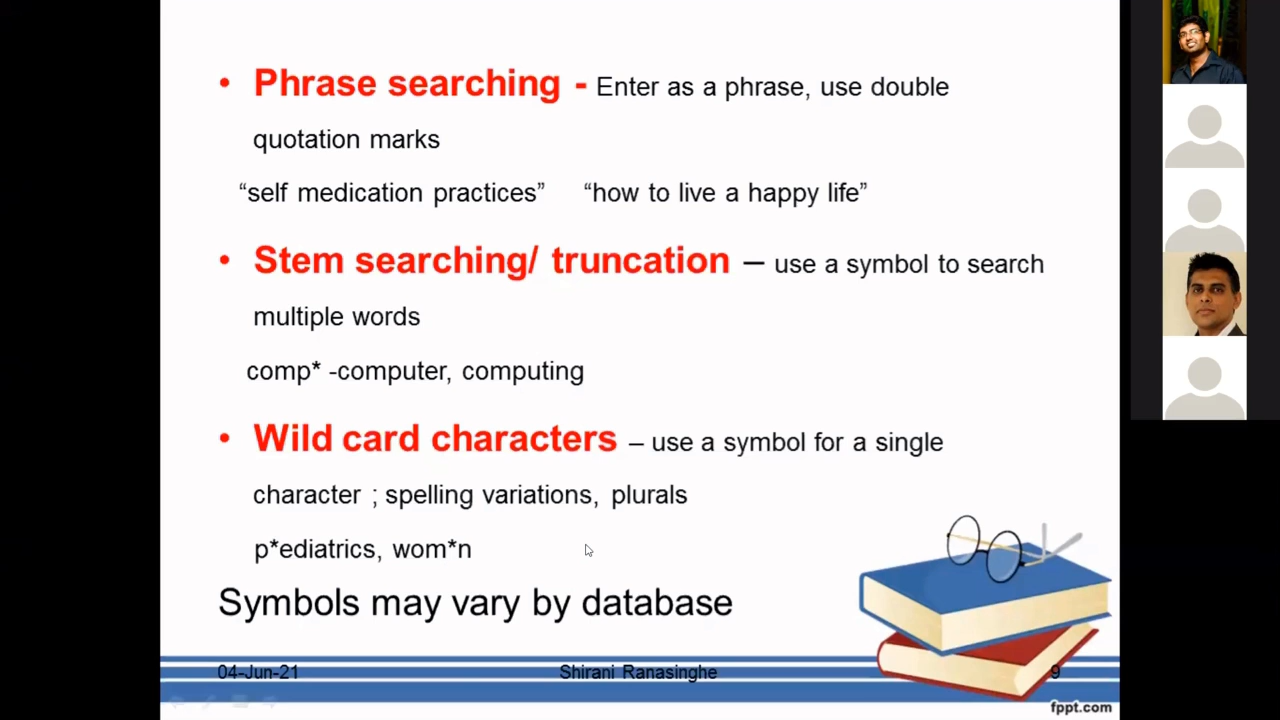 • Phrase searching - Enter as a phrase, use double
quotation marks
“self medication practices” “how to live a happy life”
• Stem searching/ truncation – use a symbol to search
multiple words
comp* -computer, computing
• Wild card characters – use a symbol for a single
character ; spelling variations, plurals
p*ediatrics, wom*n
Symbols may vary by database
04-Jun-21 Shirani Ranasinghe 9
fppt.com